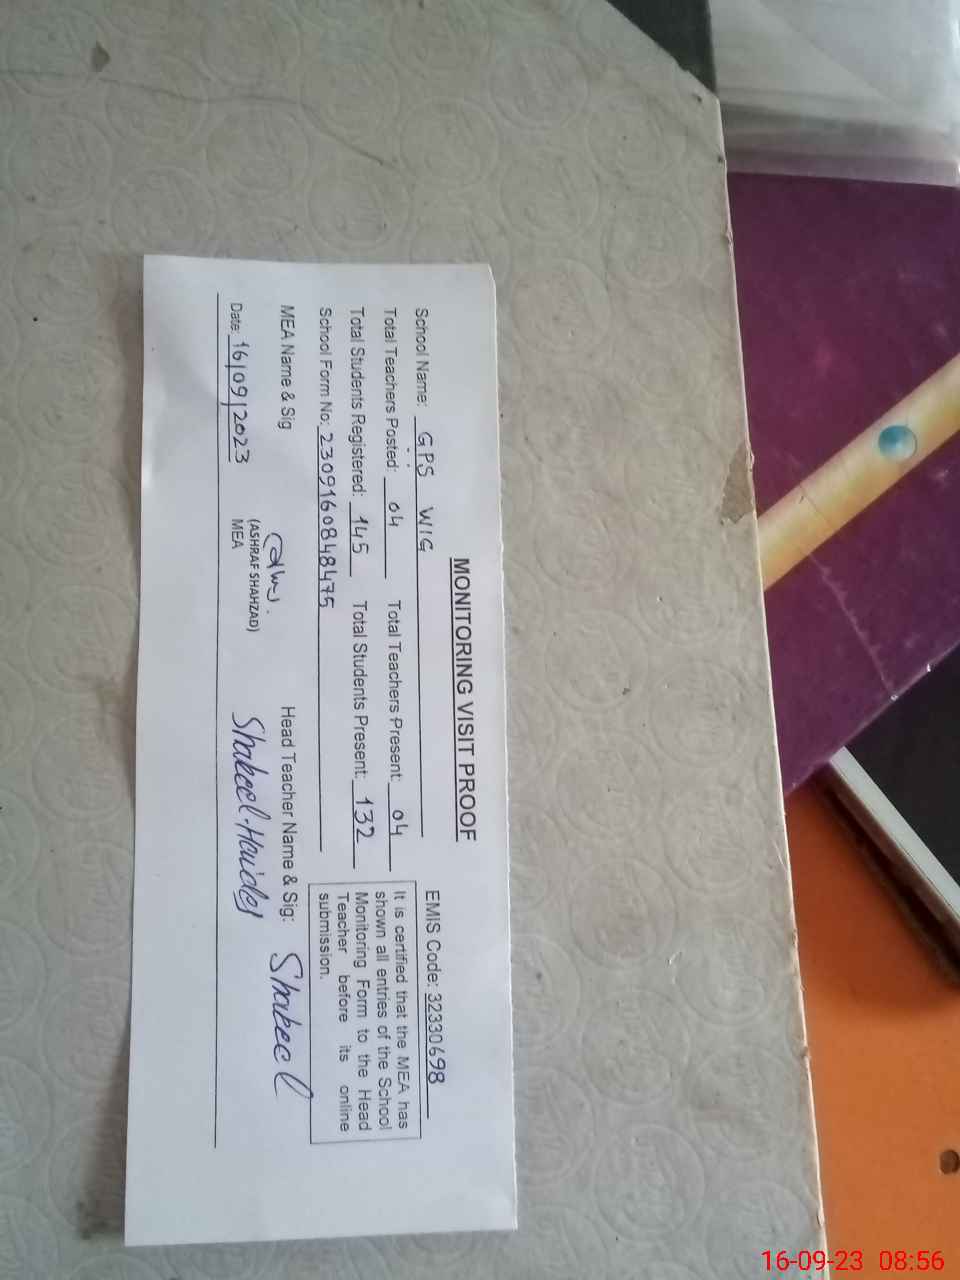 MONITORING VISIT PROOF
EMIS Code: 32330698
School Name: GPS WIG
Total Teachers Posted: 04 Total Teachers Present: 04
Total Students Registered: 145 Total Students Present: 132
School Form No: 2309160848475
It is certified that the MEA has
shown all entries of the School
Monitoring Form to the Head
Teacher before its online
submission.
MEA Name & Sig
(ASHRAF SHAHZAD)
MEA
Head Teacher Name & Sig: Shakeel
Shakeel Haider
Date: 16/09/2023
16-09-23 08:56